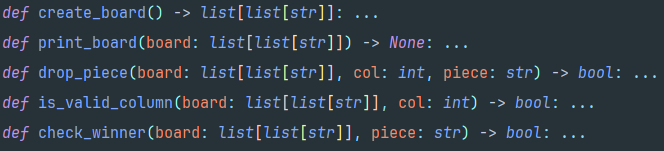 def create_board() -> list[list[str]]: ...
def print_board(board: list[list[str]]) -> None: ...
def drop_piece(board: list[list[str]], col: int, piece: str) -> bool: ...
def is_valid_column(board: list[list[str]], col: int) -> bool: ...
def check_winner(board: list[list[str]], piece: str) -> bool: ...